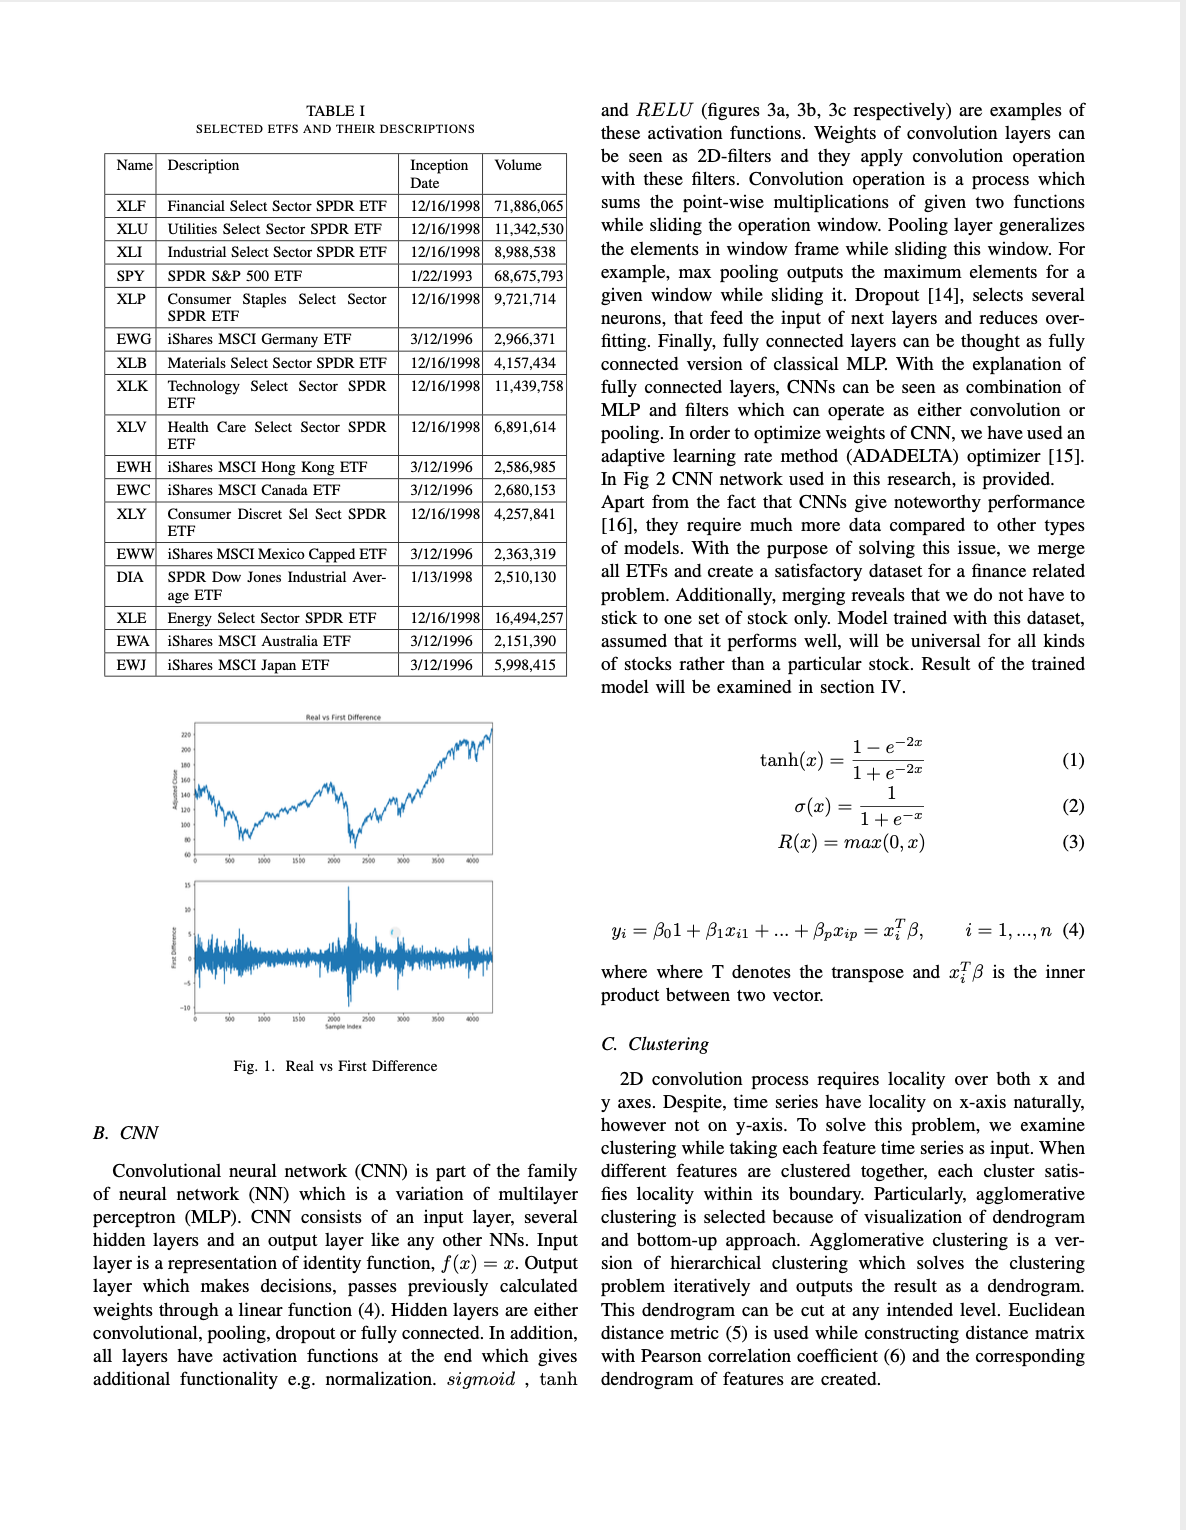 TABLE I
SELECTED ETFS AND THEIR DESCRIPTIONS
Name Description Inception Date Volume
XLF Financial Select Sector SPDR ETF 12/16/1998 71,886,065
XLU Utilities Select Sector SPDR ETF 12/16/1998 11,342,530
XLI Industrial Select Sector SPDR ETF 12/16/1998 8,988,538
SPY SPDR S&P 500 ETF 1/22/1993 68,675,793
XLP Consumer Staples Select Sector SPDR ETF 12/16/1998 9,721,714
EWG iShares MSCI Germany ETF 3/12/1996 2,966,371
XLB Materials Select Sector SPDR ETF 12/16/1998 4,157,434
XLK Technology Select Sector SPDR ETF 12/16/1998 11,439,758
XLV Health Care Select Sector SPDR ETF 12/16/1998 6,891,614
EWH iShares MSCI Hong Kong ETF 3/12/1996 2,586,985
EWC iShares MSCI Canada ETF 3/12/1996 2,680,153
XLY Consumer Discret Sel Sect SPDR ETF 12/16/1998 4,257,841
EWW iShares MSCI Mexico Capped ETF 3/12/1996 2,363,319
DIA SPDR Dow Jones Industrial Aver-
age ETF 1/13/1998 2,510,130
XLE Energy Select Sector SPDR ETF 12/16/1998 16,494,257
EWA iShares MSCI Australia ETF 3/12/1996 2,151,390
EWJ iShares MSCI Japan ETF 3/12/1996 5,998,415
Real vs First Difference
Adjusted Close
220
200
180
160
140
120
100
80
60
0 500 1000 1500 2000 2500 3000 3500 4000
First Difference
15
10
5
0
−5
−10
0 500 1000 1500 2000 2500 3000 3500 4000
Sample Index
Fig. 1. Real vs First Difference
B. CNN
Convolutional neural network (CNN) is part of the family
of neural network (NN) which is a variation of multilayer
perceptron (MLP). CNN consists of an input layer, several
hidden layers and an output layer like any other NNs. Input
layer is a representation of identity function, f(x) = x. Output
layer which makes decisions, passes previously calculated
weights through a linear function (4). Hidden layers are either
convolutional, pooling, dropout or fully connected. In addition,
all layers have activation functions at the end which gives
additional functionality e.g. normalization. sigmoid , tanh
and RELU (figures 3a, 3b, 3c respectively) are examples of
these activation functions. Weights of convolution layers can
be seen as 2D-filters and they apply convolution operation
with these filters. Convolution operation is a process which
sums the point-wise multiplications of given two functions
while sliding the operation window. Pooling layer generalizes
the elements in window frame while sliding this window. For
example, max pooling outputs the maximum elements for a
given window while sliding it. Dropout [14], selects several
neurons, that feed the input of next layers and reduces over-
fitting. Finally, fully connected layers can be thought as fully
connected version of classical MLP. With the explanation of
fully connected layers, CNNs can be seen as combination of
MLP and filters which can operate as either convolution or
pooling. In order to optimize weights of CNN, we have used an
adaptive learning rate method (ADADELTA) optimizer [15].
In Fig 2 CNN network used in this research, is provided.
Apart from the fact that CNNs give noteworthy performance
[16], they require much more data compared to other types
of models. With the purpose of solving this issue, we merge
all ETFs and create a satisfactory dataset for a finance related
problem. Additionally, merging reveals that we do not have to
stick to one set of stock only. Model trained with this dataset,
assumed that it performs well, will be universal for all kinds
of stocks rather than a particular stock. Result of the trained
model will be examined in section IV.
tanh(x) = (1 − e^{−2x}) / (1 + e^{−2x}) (1)
σ(x) = 1 / (1 + e^{−x}) (2)
R(x) = max(0, x) (3)
y_i = β_0 1 + β_1 x_{i1} + ... + β_p x_{ip} = x_i^T β, i = 1, ..., n (4)
where where T denotes the transpose and x_i^T β is the inner
product between two vector.
C. Clustering
2D convolution process requires locality over both x and
y axes. Despite, time series have locality on x-axis naturally,
however not on y-axis. To solve this problem, we examine
clustering while taking each feature time series as input. When
different features are clustered together, each cluster satis-
fies locality within its boundary. Particularly, agglomerative
clustering is selected because of visualization of dendrogram
and bottom-up approach. Agglomerative clustering is a ver-
sion of hierarchical clustering which solves the clustering
problem iteratively and outputs the result as a dendrogram.
This dendrogram can be cut at any intended level. Euclidean
distance metric (5) is used while constructing distance matrix
with Pearson correlation coefficient (6) and the corresponding
dendrogram of features are created.